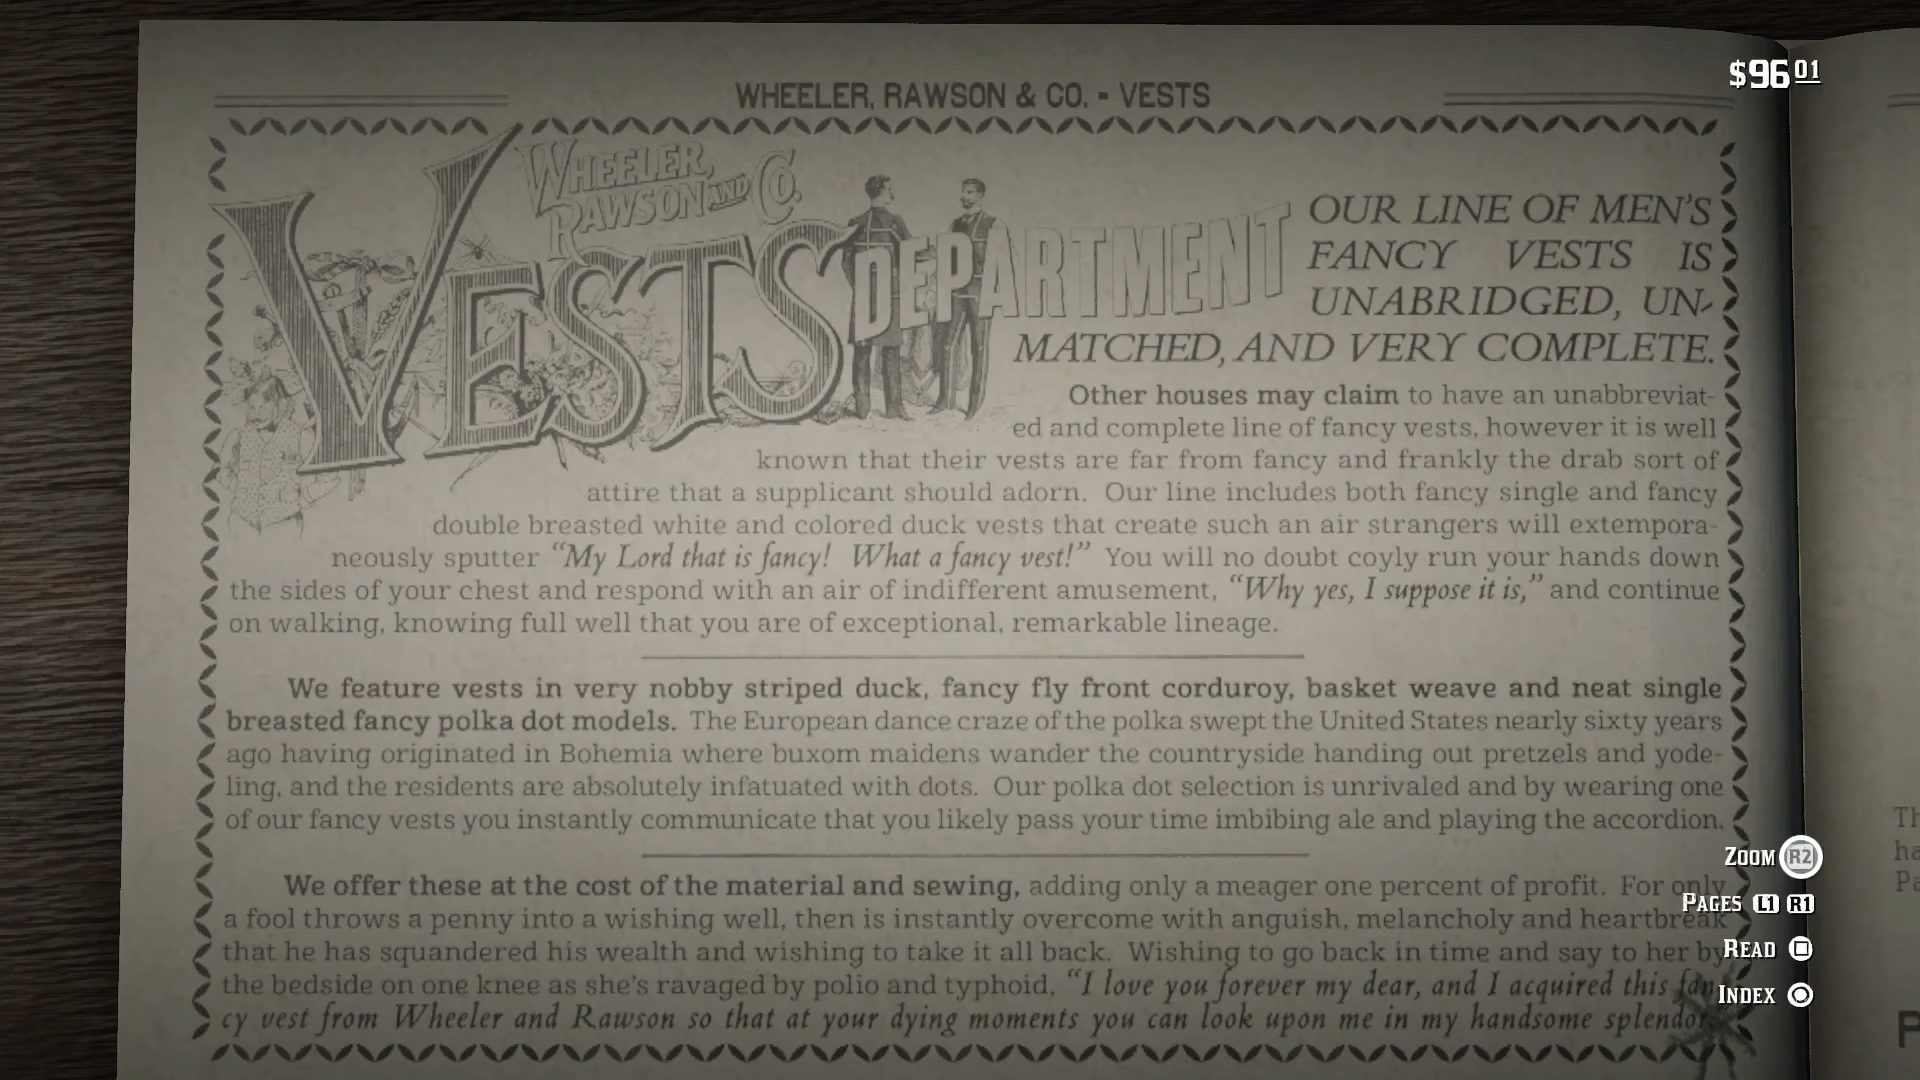 WHEELER, RAWSON & CO. - VESTS
$96 01
WHEELER,
RAWSON AND CO.
VESTS DEPARTMENT
OUR LINE OF MEN'S
FANCY VESTS IS
UNABRIDGED, UN-
MATCHED, AND VERY COMPLETE.
Other houses may claim to have an unabbreviat-
ed and complete line of fancy vests, however it is well
known that their vests are far from fancy and frankly the drab sort of
attire that a supplicant should adorn. Our line includes both fancy single and fancy
double breasted white and colored duck vests that create such an air strangers will extempora-
neously sputter “My Lord that is fancy! What a fancy vest!” You will no doubt coyly run your hands down
the sides of your chest and respond with an air of indifferent amusement, “Why yes, I suppose it is,” and continue
on walking, knowing full well that you are of exceptional, remarkable lineage.
We feature vests in very nobby striped duck, fancy fly front corduroy, basket weave and neat single
breasted fancy polka dot models. The European dance craze of the polka swept the United States nearly sixty years
ago having originated in Bohemia where buxom maidens wander the countryside handing out pretzels and yode-
ling, and the residents are absolutely infatuated with dots. Our polka dot selection is unrivaled and by wearing one
of our fancy vests you instantly communicate that you likely pass your time imbibing ale and playing the accordion.
We offer these at the cost of the material and sewing, adding only a meager one percent of profit. For only
a fool throws a penny into a wishing well, then is instantly overcome with anguish, melancholy and heartbreak
that he has squandered his wealth and wishing to take it all back. Wishing to go back in time and say to her by
the bedside on one knee as she's ravaged by polio and typhoid, “I love you forever my dear, and I acquired this fan-
cy vest from Wheeler and Rawson so that at your dying moments you can look upon me in my handsome splendor.
ZOOM R2
PAGES L1 R1
READ
INDEX
Th
ha
Pa
P